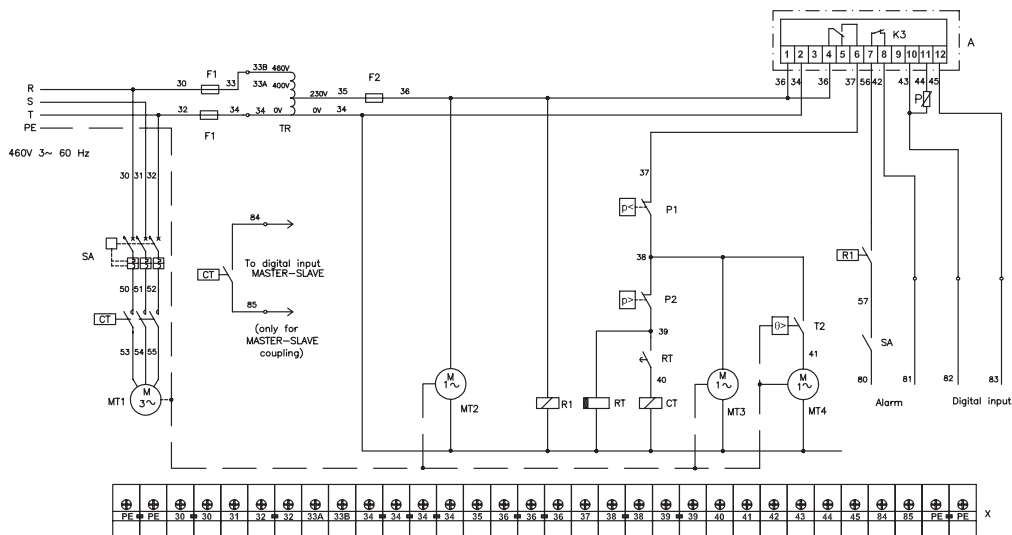 K3
A
1 2 3 4 5 6 7 8 9 10 11 12
36 34 36 37 56 42 43 44 45
P
33B 460V
F1
30 33 33A 400V
F2
R
S
T
PE
230V 35 36
32 34 34 0V 0V 34
F1
TR
460V 3~ 60 Hz
30 31 32
37
P1
p<
84
38
SA
To digital input
MASTER-SLAVE
CT
R1
P2
p>
50 51 52
85
57
39
(only for
MASTER-SLAVE
coupling)
CT
θ>
T2
SA
RT
53 54 55
41
40
M
3~
MT1
M
1~
MT2
R1
RT
CT
M
1~
MT3
M
1~
MT4
80 81 82 83
Alarm
Digital input
PE PE 30 30 31 32 32 33A 33B 34 34 34 34 35 36 36 36 37 38 38 39 39 40 41 42 43 44 45 84 85 PE PE
X